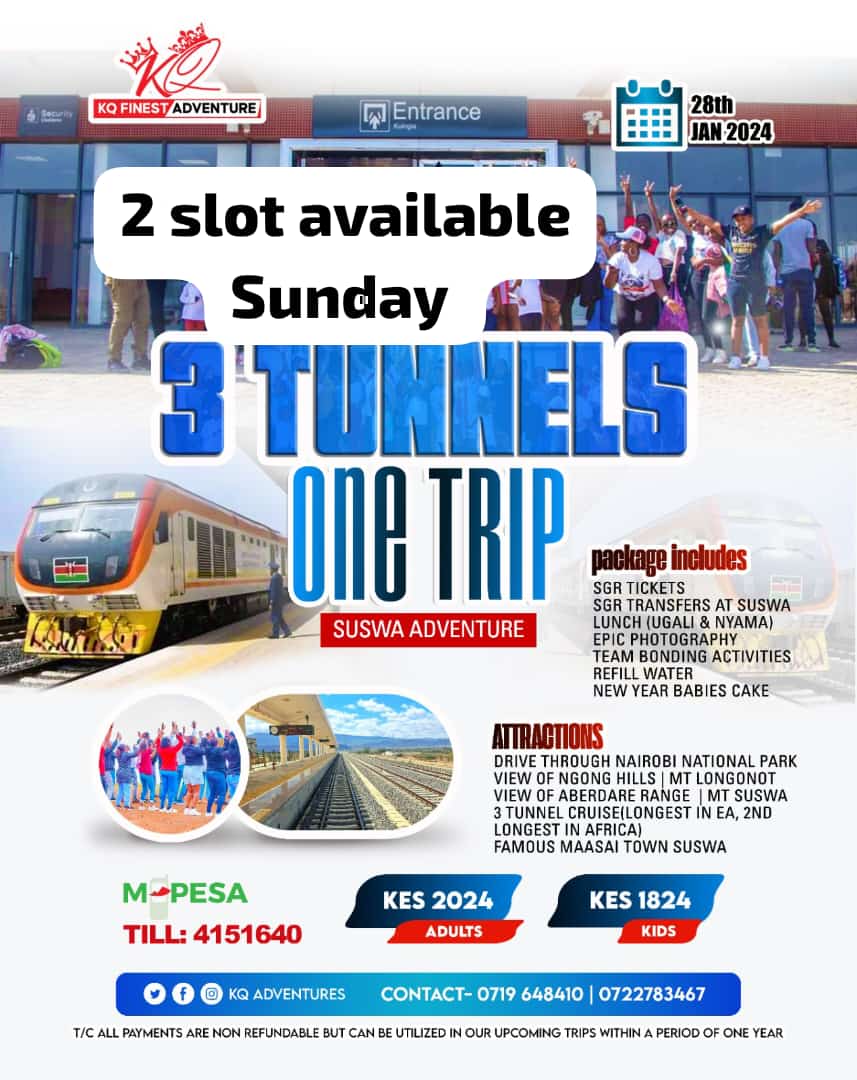 KQ
KQ FINEST ADVENTURE
Security
Entrance
Kuingia
28th
JAN 2024
2 slot available
Sunday
3 TUNNELS
One TRIP
SUSWA ADVENTURE
package includes
SGR TICKETS
SGR TRANSFERS AT SUSWA
LUNCH (UGALI & NYAMA)
EPIC PHOTOGRAPHY
TEAM BONDING ACTIVITIES
REFILL WATER
NEW YEAR BABIES CAKE
ATTRACTIONS
DRIVE THROUGH NAIROBI NATIONAL PARK
VIEW OF NGONG HILLS | MT LONGONOT
VIEW OF ABERDARE RANGE | MT SUSWA
3 TUNNEL CRUISE(LONGEST IN EA, 2ND
LONGEST IN AFRICA)
FAMOUS MAASAI TOWN SUSWA
M-PESA
TILL: 4151640
KES 2024
ADULTS
KES 1824
KIDS
KQ ADVENTURES CONTACT- 0719 648410 | 0722783467
T/C ALL PAYMENTS ARE NON REFUNDABLE BUT CAN BE UTILIZED IN OUR UPCOMING TRIPS WITHIN A PERIOD OF ONE YEAR